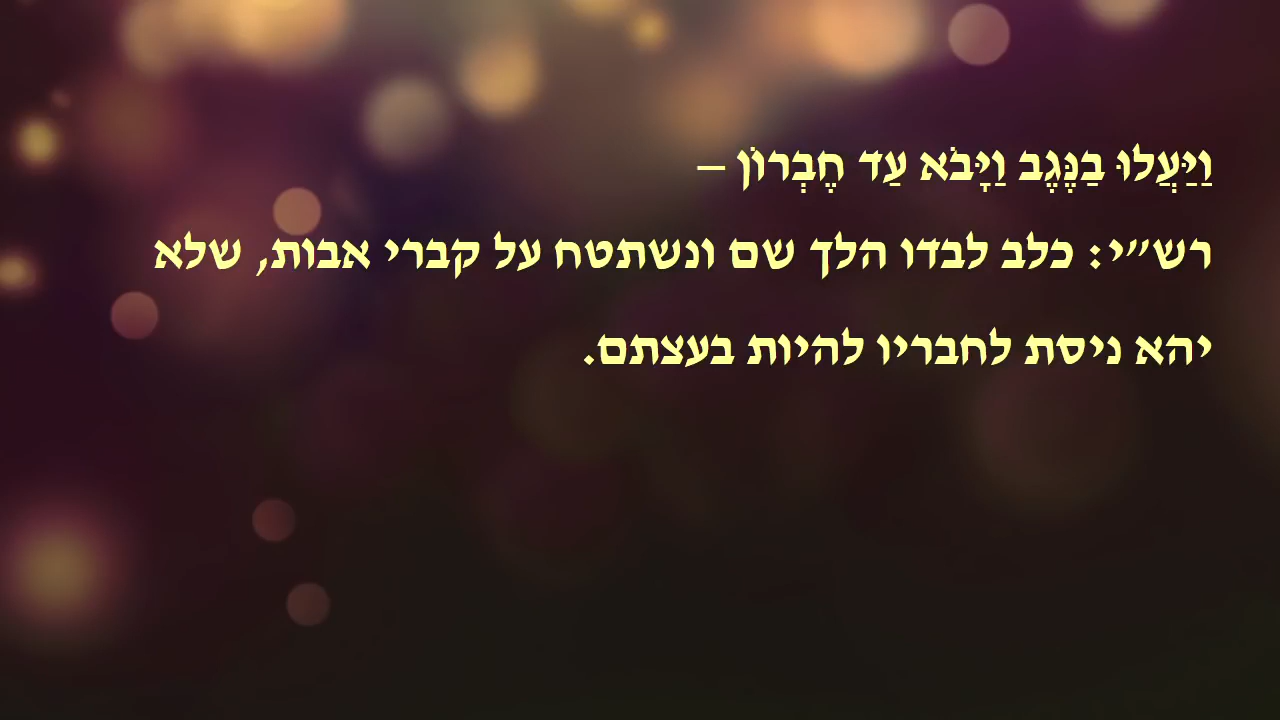 וַיַּעֲלוּ בַנֶּגֶב וַיָּבֹא עַד חֶבְרוֹן –
רש״י: כלב לבדו הלך שם ונשתטח על קברי אבות, שלא
יהא ניסת לחבריו להיות בעצתם.